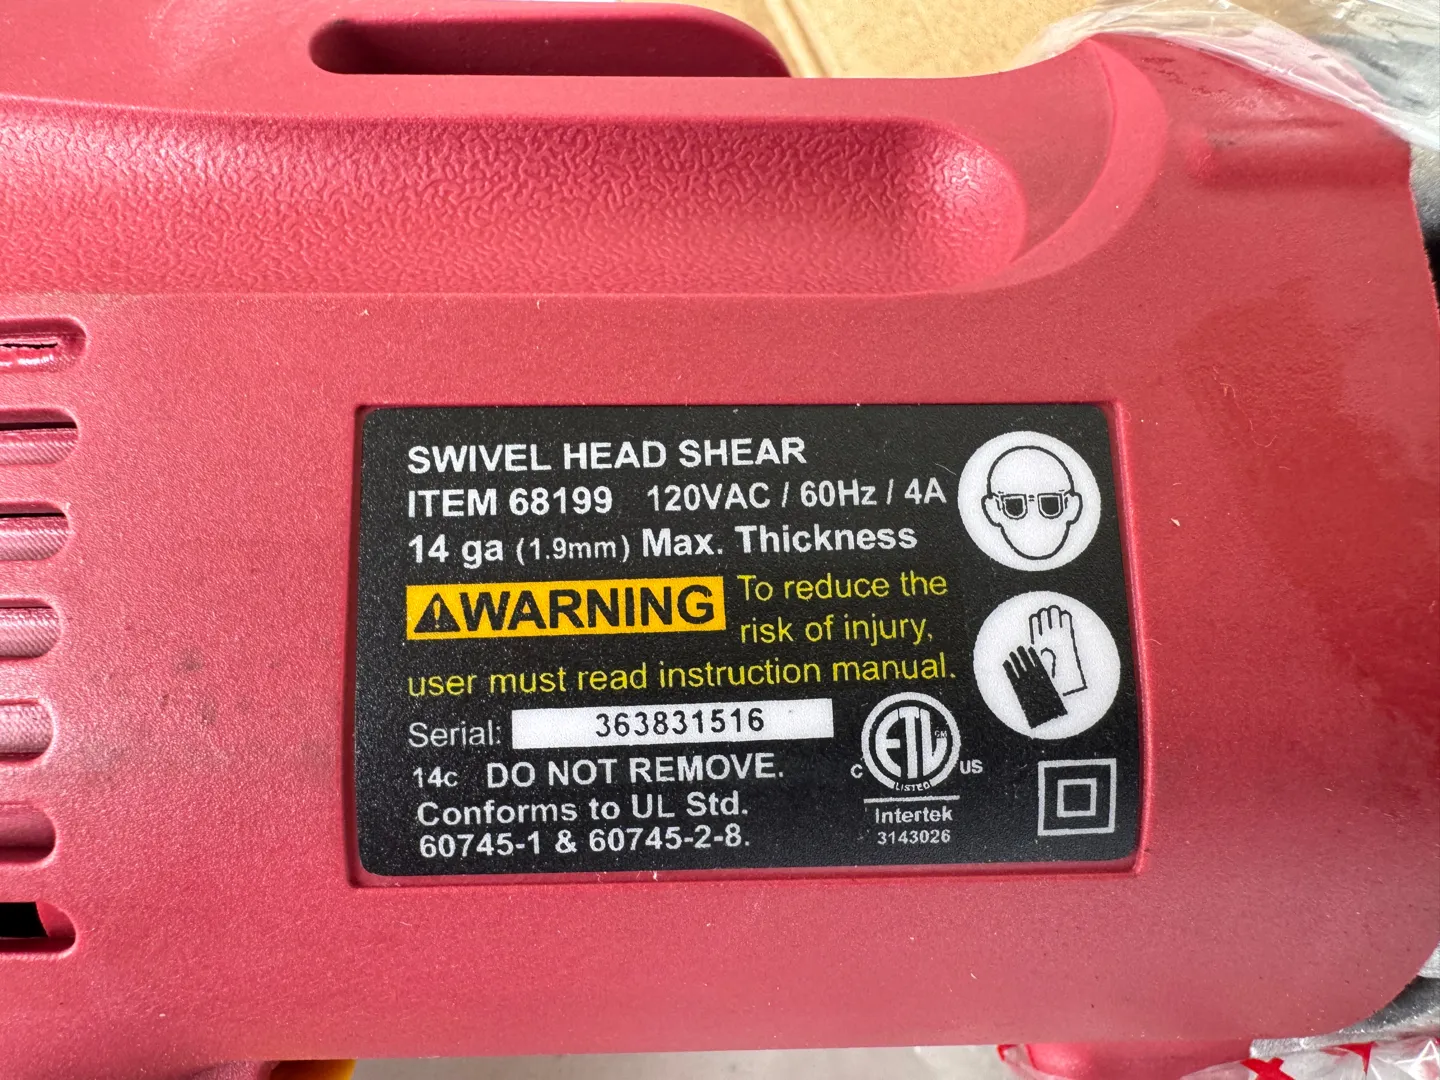 SWIVEL HEAD SHEAR
ITEM 68199 120VAC / 60Hz / 4A
14 ga (1.9mm) Max. Thickness
⚠WARNING To reduce the
risk of injury,
user must read instruction manual.
Serial: 363831516
14c DO NOT REMOVE.
Conforms to UL Std.
60745-1 & 60745-2-8.
ETL CM
LISTED
C US
Intertek
3143026